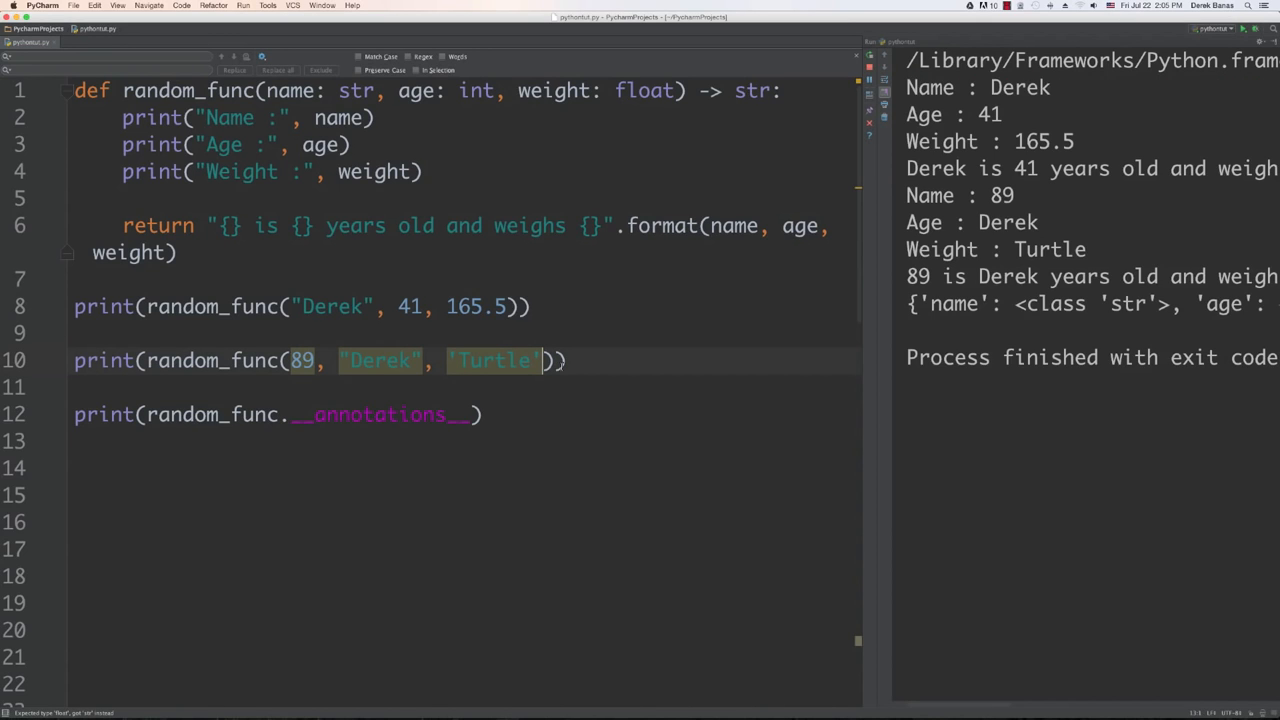 PyCharm File Edit View Navigate Code Refactor Run Tools VCS Window Help
10 Fri Jul 22 2:05 PM Derek Banas
pythontut.py - PycharmProjects - [~/PycharmProjects]
PycharmProjects pythontut.py
pythontut
pythontut.py
Run pythontut
Match Case Regex Words
Replace Replace all Exclude Preserve Case In Selection
1 def random_func(name: str, age: int, weight: float) -> str:
2 print("Name :", name)
3 print("Age :", age)
4 print("Weight :", weight)
5
6 return "{} is {} years old and weighs {}".format(name, age,
weight)
7
8 print(random_func("Derek", 41, 165.5))
9
10 print(random_func(89, "Derek", 'Turtle'))
11
12 print(random_func.__annotations__)
13
14
15
16
17
18
19
20
21
22
/Library/Frameworks/Python.fram
Name : Derek
Age : 41
Weight : 165.5
Derek is 41 years old and weigh
Name : 89
Age : Derek
Weight : Turtle
89 is Derek years old and weigh
{'name': <class 'str'>, 'age':
Process finished with exit code
Expected type 'float', got 'str' instead
13:1 LF÷ UTF-8÷